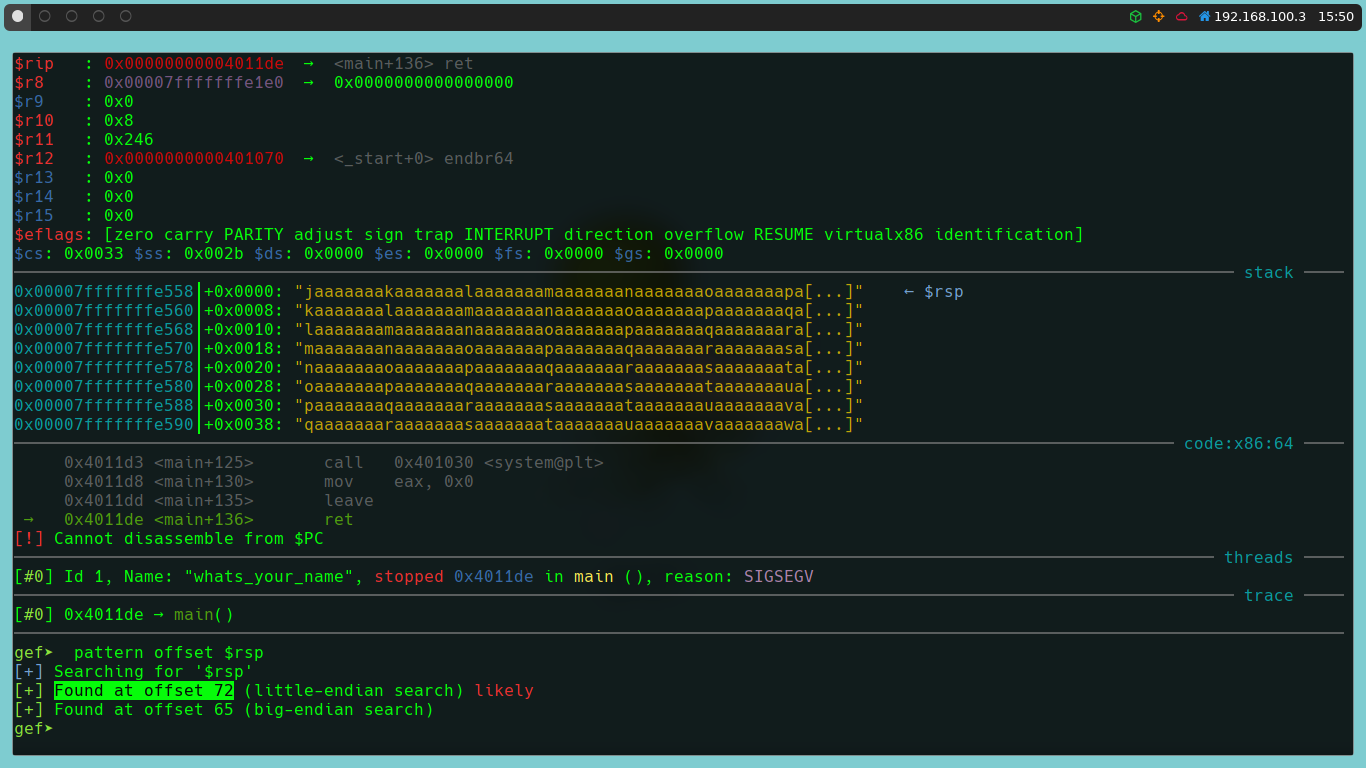 192.168.100.3 15:50
$rip : 0x00000000004011de → <main+136> ret
$r8 : 0x00007fffffffe1e0 → 0x0000000000000000
$r9 : 0x0
$r10 : 0x8
$r11 : 0x246
$r12 : 0x0000000000401070 → <_start+0> endbr64
$r13 : 0x0
$r14 : 0x0
$r15 : 0x0
$eflags: [zero carry PARITY adjust sign trap INTERRUPT direction overflow RESUME virtualx86 identification]
$cs: 0x0033 $ss: 0x002b $ds: 0x0000 $es: 0x0000 $fs: 0x0000 $gs: 0x0000
stack
0x00007fffffffe558│+0x0000: "jaaaaaaakaaaaaaalaaaaaaamaaaaaaanaaaaaaaoaaaaaaapa[...]" ← $rsp
0x00007fffffffe560│+0x0008: "kaaaaaaalaaaaaaamaaaaaaanaaaaaaaoaaaaaaapaaaaaaaqa[...]"
0x00007fffffffe568│+0x0010: "laaaaaaamaaaaaaanaaaaaaaoaaaaaaapaaaaaaaqaaaaaaara[...]"
0x00007fffffffe570│+0x0018: "maaaaaaanaaaaaaaoaaaaaaapaaaaaaaqaaaaaaaraaaaaaasa[...]"
0x00007fffffffe578│+0x0020: "naaaaaaaoaaaaaaapaaaaaaaqaaaaaaaraaaaaaasaaaaaaata[...]"
0x00007fffffffe580│+0x0028: "oaaaaaaapaaaaaaaqaaaaaaaraaaaaaasaaaaaaataaaaaaaua[...]"
0x00007fffffffe588│+0x0030: "paaaaaaaqaaaaaaaraaaaaaasaaaaaaataaaaaaauaaaaaaava[...]"
0x00007fffffffe590│+0x0038: "qaaaaaaaraaaaaaasaaaaaaataaaaaaauaaaaaaavaaaaaaawa[...]"
code:x86:64
0x4011d3 <main+125> call 0x401030 <system@plt>
0x4011d8 <main+130> mov eax, 0x0
0x4011dd <main+135> leave
→ 0x4011de <main+136> ret
[!] Cannot disassemble from $PC
threads
[#0] Id 1, Name: "whats_your_name", stopped 0x4011de in main (), reason: SIGSEGV
trace
[#0] 0x4011de → main()
gef➤ pattern offset $rsp
[+] Searching for '$rsp'
[+] Found at offset 72 (little-endian search) likely
[+] Found at offset 65 (big-endian search)
gef➤